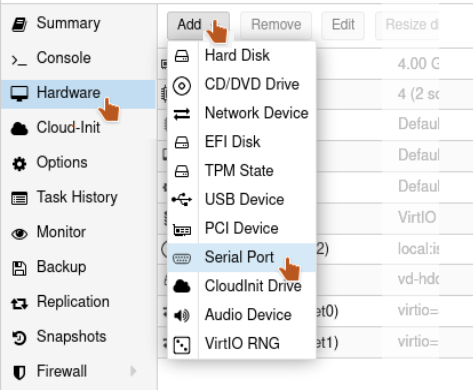 Summary
Console
Hardware
Cloud-Init
Options
Task History
Monitor
Backup
Replication
Snapshots
Firewall
Add Remove Edit Resize d
Hard Disk
CD/DVD Drive
Network Device
EFI Disk
TPM State
USB Device
PCI Device
Serial Port
CloudInit Drive
Audio Device
VirtIO RNG
4.00 G
4 (2 so
Defaul
Defaul
Defaul
VirtIO
2) local:is
vd-hdd
et0) virtio=
et1) virtio=